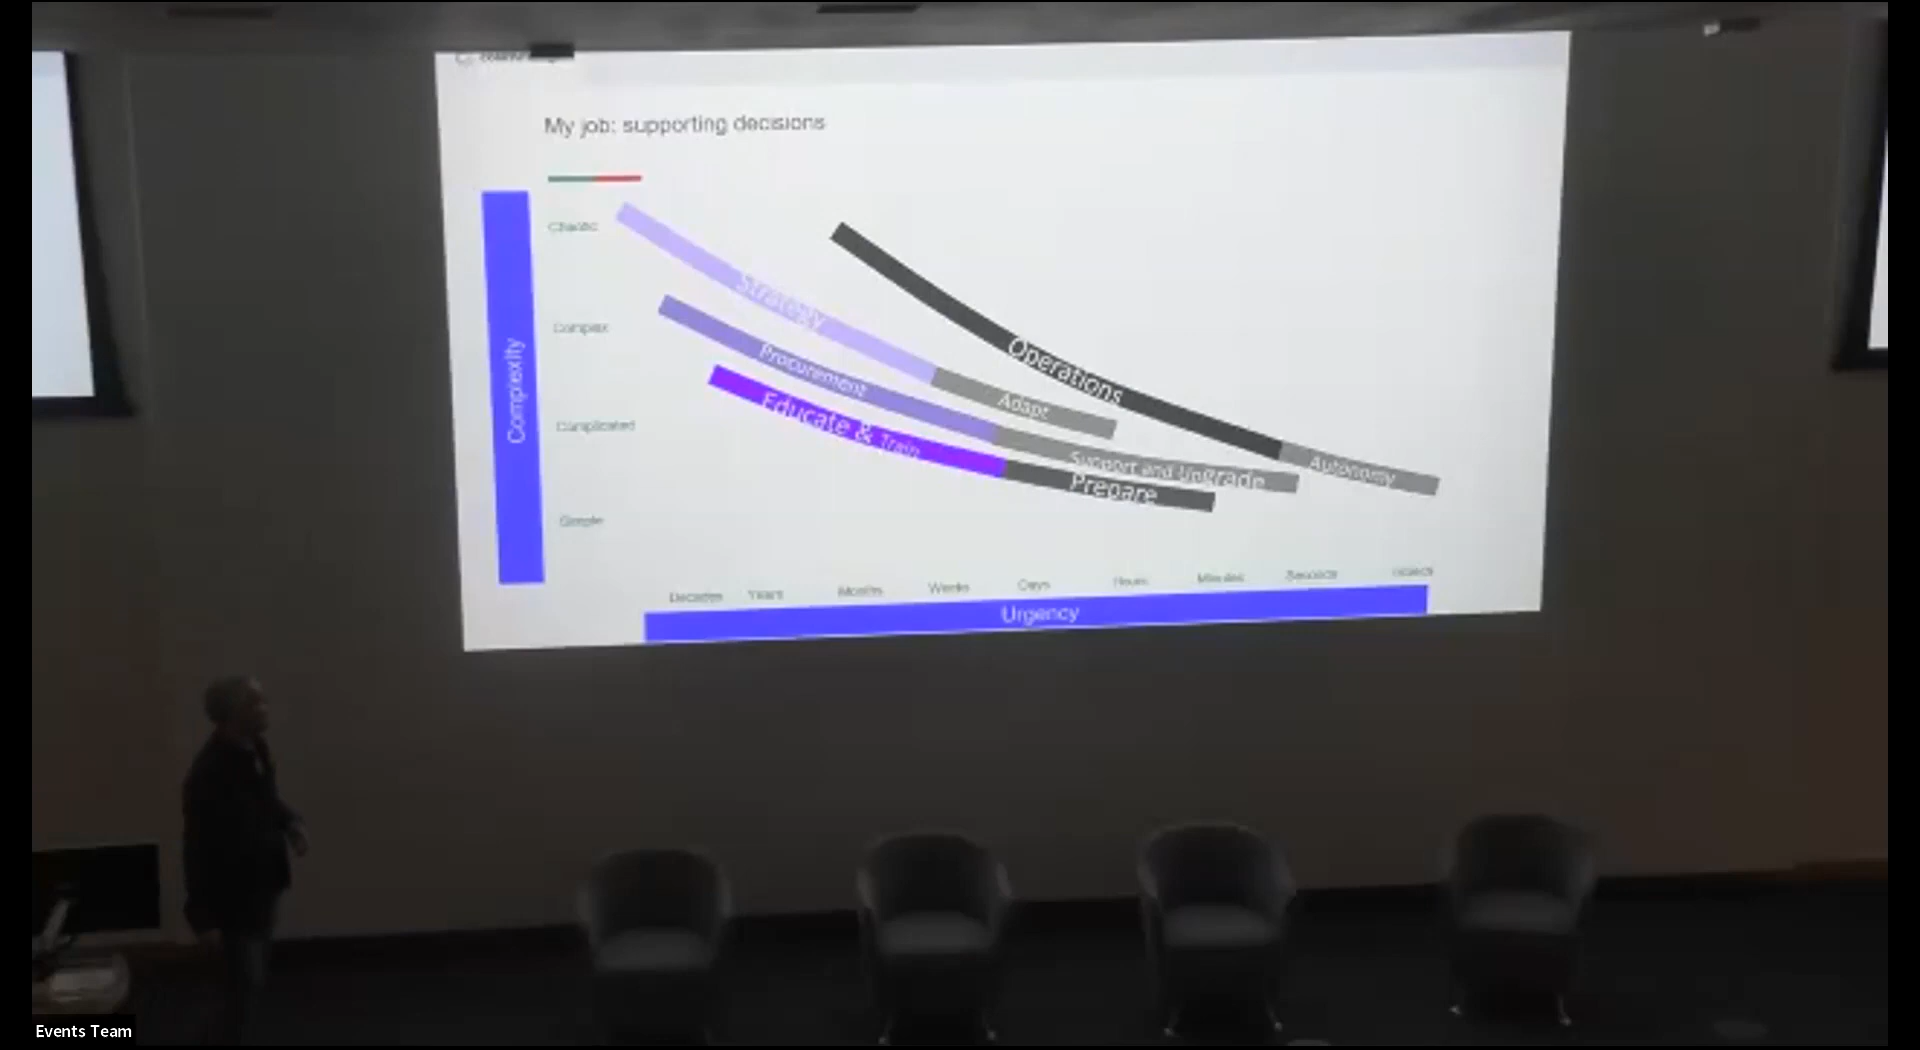 My job: supporting decisions
Complexity
Chaotic
Complex
Complicated
Simple
Strategy
Adapt
Procurement
Support and Upgrade
Educate & Train
Prepare
Operations
Autonomy
Decades
Years
Months
Weeks
Days
Hours
Minutes
Seconds
Urgency
Events Team